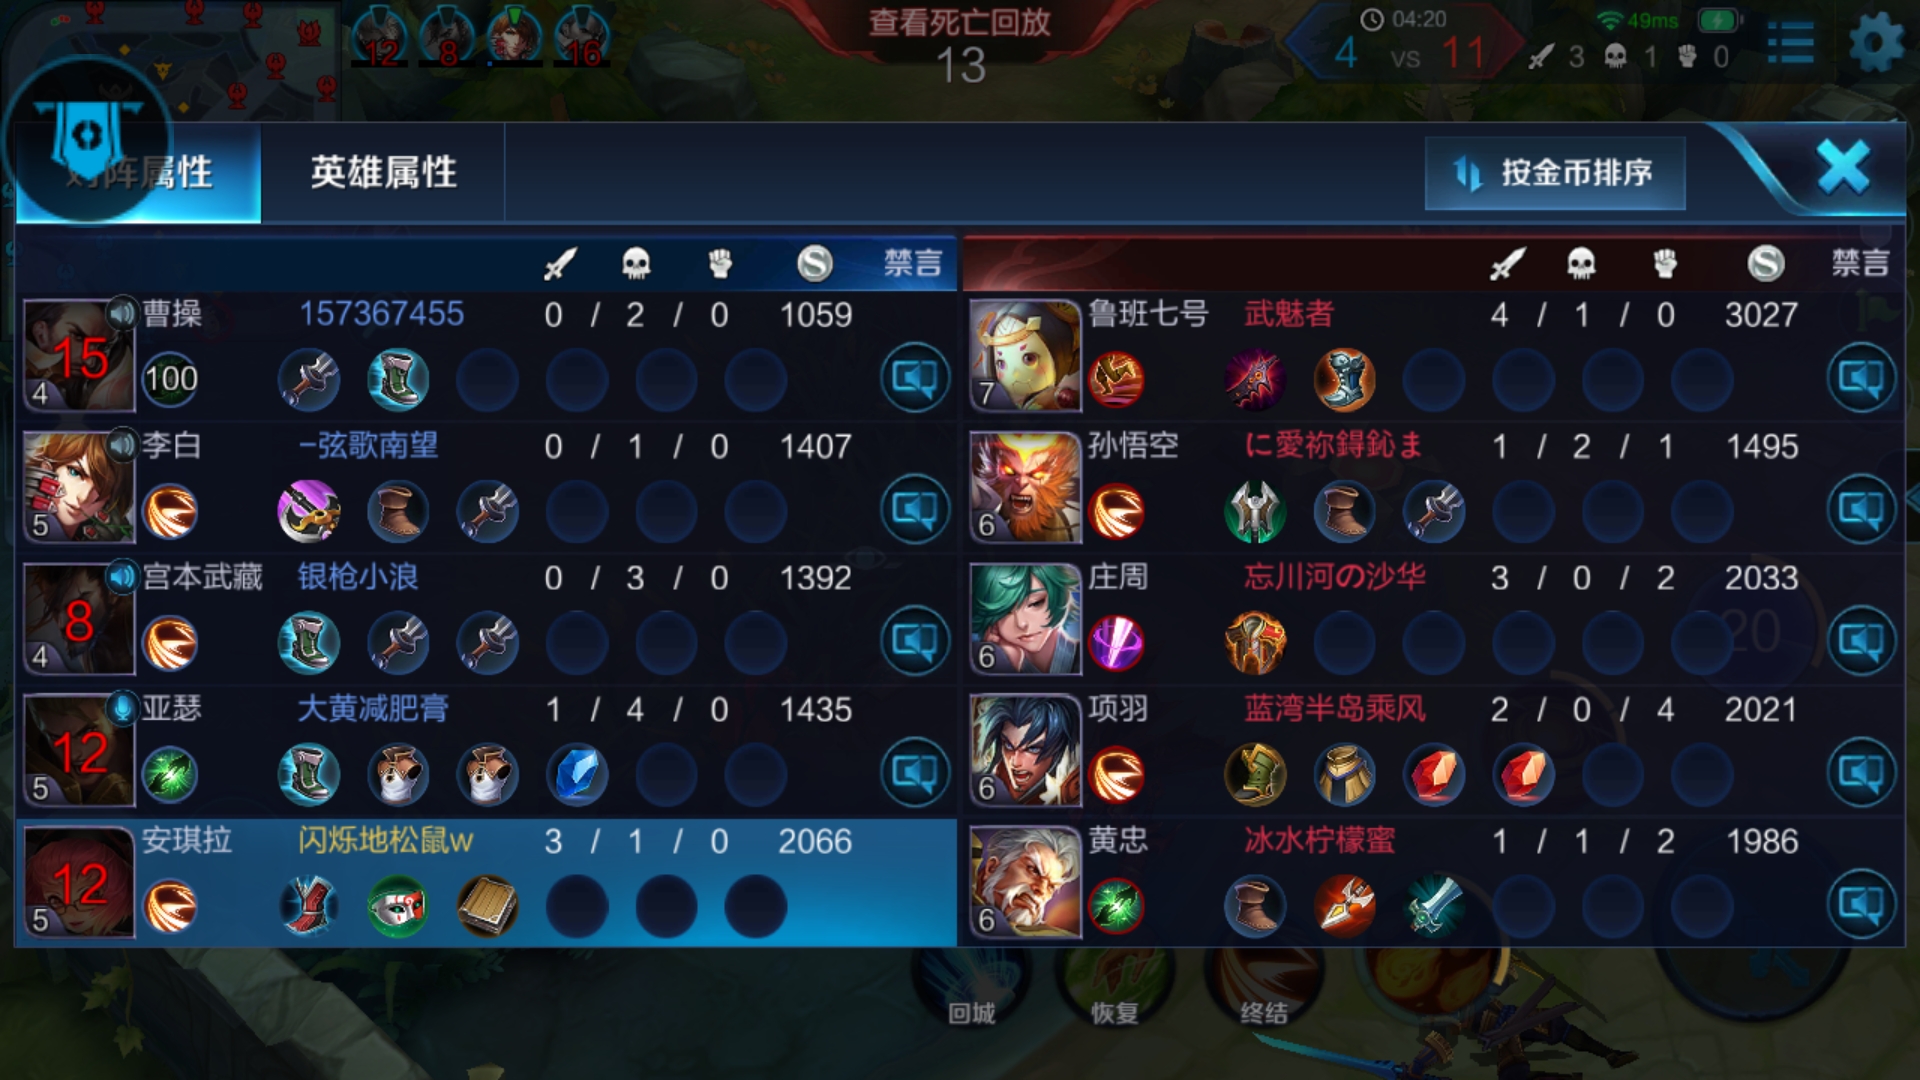 12 8 16
查看死亡回放
13
04:20
49ms
4 vs 11
3 1 0
对阵属性
英雄属性
按金币排序
禁言
禁言
曹操 157367455 0 / 2 / 0 1059
15 4 100
李白 –弦歌南望 0 / 1 / 0 1407
5
宫本武藏 银枪小浪 0 / 3 / 0 1392
8 4
亚瑟 大黄减肥膏 1 / 4 / 0 1435
12 5
安琪拉 闪烁地松鼠w 3 / 1 / 0 2066
12 5
鲁班七号 武魅者 4 / 1 / 0 3027
7
孙悟空 に愛祢鍀鈊ま 1 / 2 / 1 1495
6
庄周 忘川河の沙华 3 / 0 / 2 2033
6 20
项羽 蓝湾半岛乘风 2 / 0 / 4 2021
6
黄忠 冰水柠檬蜜 1 / 1 / 2 1986
6
回城
恢复
终结